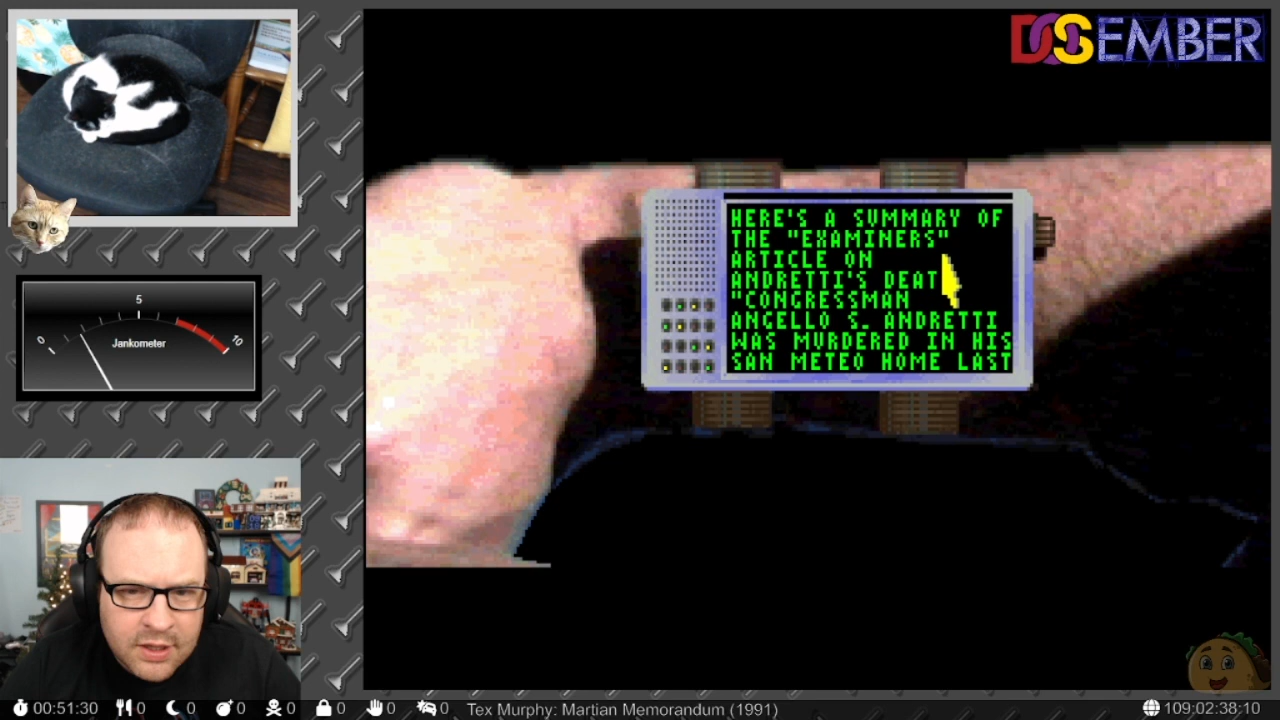 DOSEMBER
HERE'S A SUMMARY OF
THE "EXAMINERS"
ARTICLE ON
ANDRETTI'S DEAT
"CONGRESSMAN
ANGELLO S. ANDRETTI
WAS MURDERED IN HIS
SAN METEO HOME LAST
0
5
10
Jankometer
00:51:30 0 0 0 0 0 0 0 Tex Murphy: Martian Memorandum (1991) 109:02:38:10